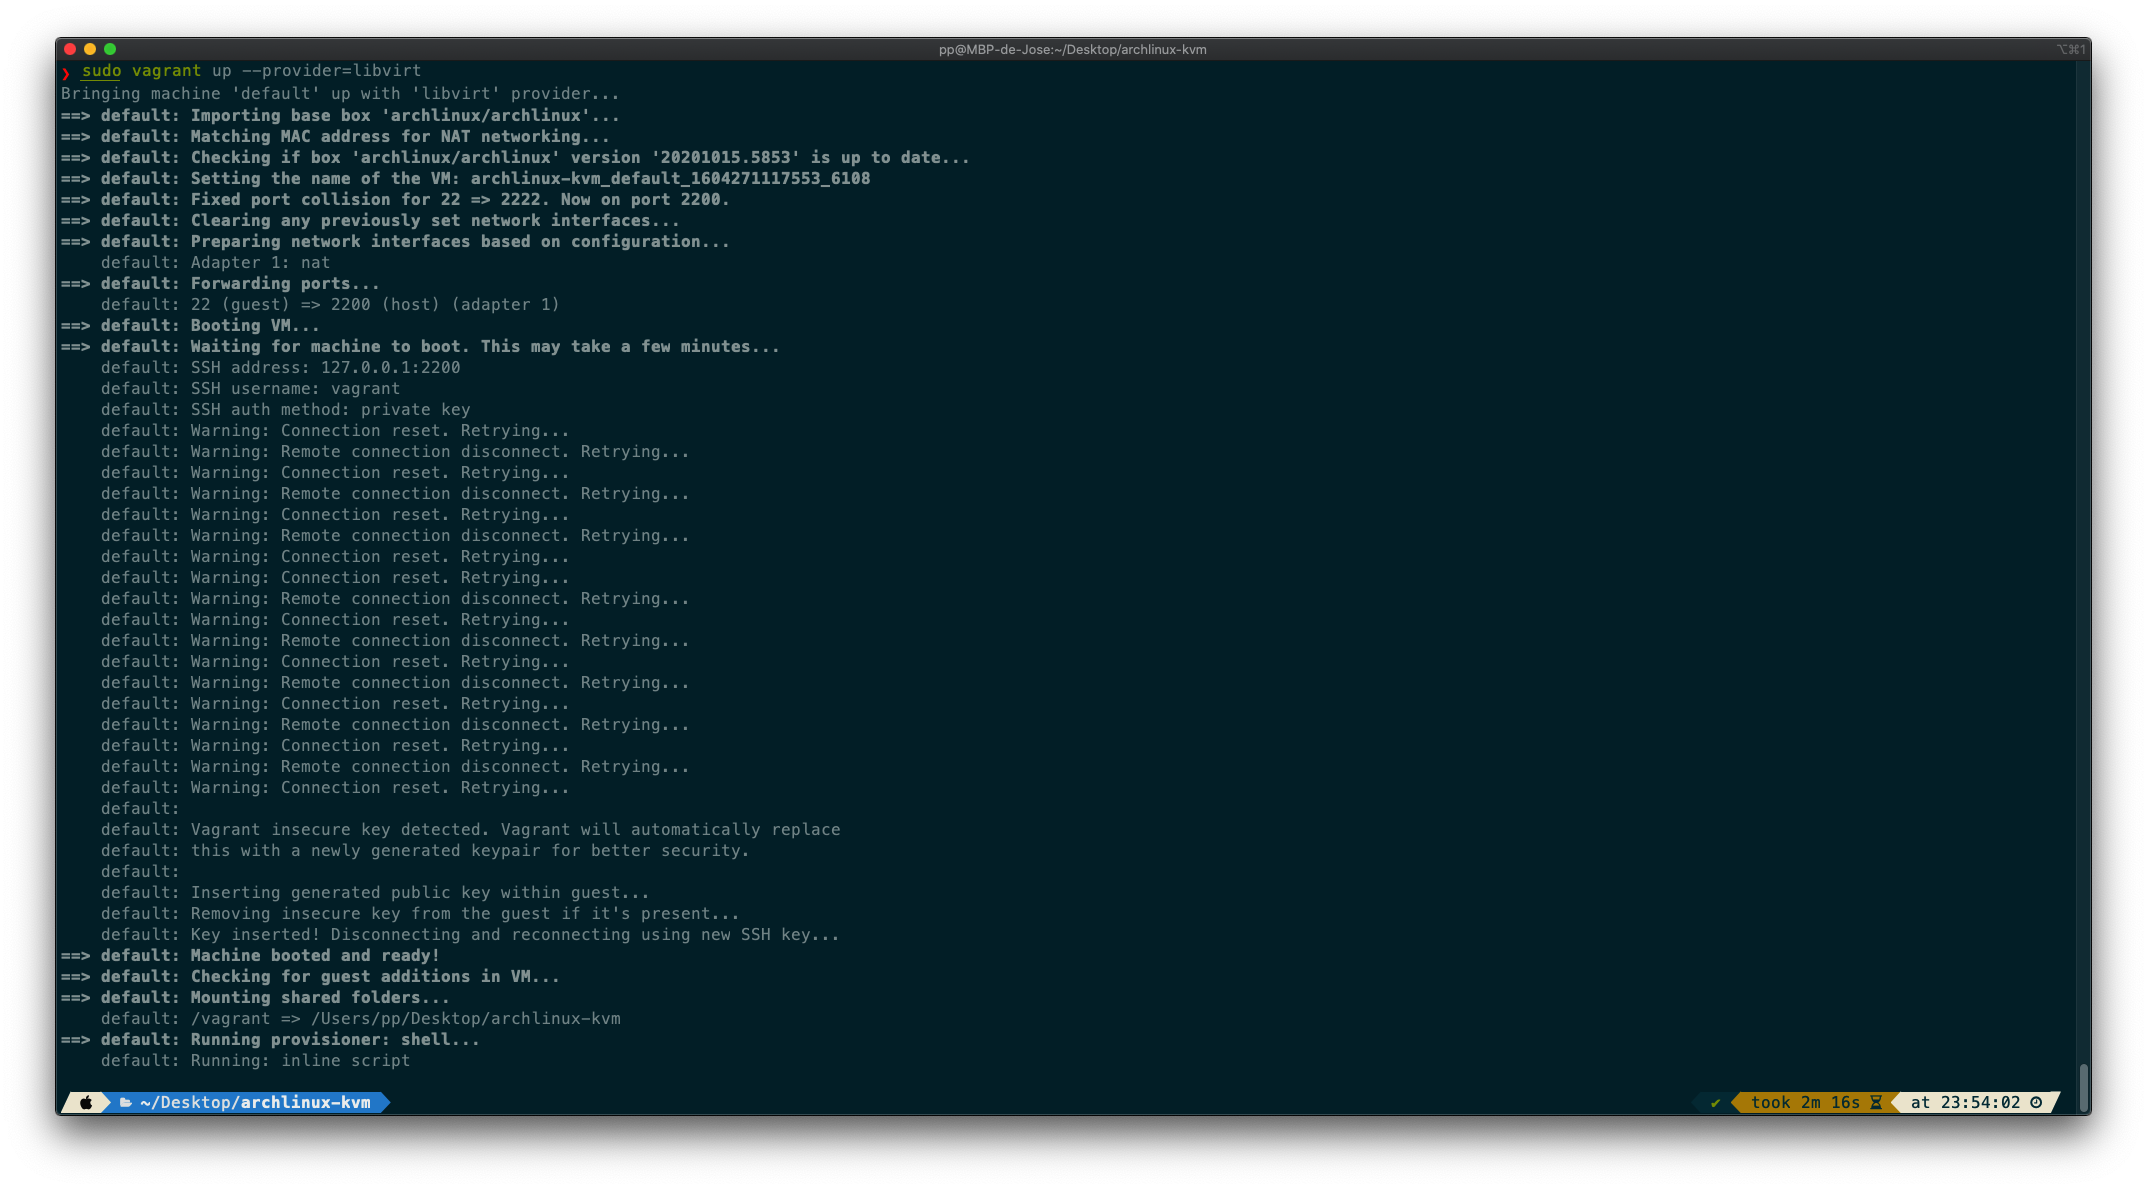 pp@MBP-de-Jose:~/Desktop/archlinux-kvm
⌥⌘1
❯ sudo vagrant up --provider=libvirt
Bringing machine 'default' up with 'libvirt' provider...
==> default: Importing base box 'archlinux/archlinux'...
==> default: Matching MAC address for NAT networking...
==> default: Checking if box 'archlinux/archlinux' version '20201015.5853' is up to date...
==> default: Setting the name of the VM: archlinux-kvm_default_1604271117553_6108
==> default: Fixed port collision for 22 => 2222. Now on port 2200.
==> default: Clearing any previously set network interfaces...
==> default: Preparing network interfaces based on configuration...
    default: Adapter 1: nat
==> default: Forwarding ports...
    default: 22 (guest) => 2200 (host) (adapter 1)
==> default: Booting VM...
==> default: Waiting for machine to boot. This may take a few minutes...
    default: SSH address: 127.0.0.1:2200
    default: SSH username: vagrant
    default: SSH auth method: private key
    default: Warning: Connection reset. Retrying...
    default: Warning: Remote connection disconnect. Retrying...
    default: Warning: Connection reset. Retrying...
    default: Warning: Remote connection disconnect. Retrying...
    default: Warning: Connection reset. Retrying...
    default: Warning: Remote connection disconnect. Retrying...
    default: Warning: Connection reset. Retrying...
    default: Warning: Connection reset. Retrying...
    default: Warning: Remote connection disconnect. Retrying...
    default: Warning: Connection reset. Retrying...
    default: Warning: Remote connection disconnect. Retrying...
    default: Warning: Connection reset. Retrying...
    default: Warning: Remote connection disconnect. Retrying...
    default: Warning: Connection reset. Retrying...
    default: Warning: Remote connection disconnect. Retrying...
    default: Warning: Connection reset. Retrying...
    default: Warning: Remote connection disconnect. Retrying...
    default: Warning: Connection reset. Retrying...
    default:
    default: Vagrant insecure key detected. Vagrant will automatically replace
    default: this with a newly generated keypair for better security.
    default:
    default: Inserting generated public key within guest...
    default: Removing insecure key from the guest if it's present...
    default: Key inserted! Disconnecting and reconnecting using new SSH key...
==> default: Machine booted and ready!
==> default: Checking for guest additions in VM...
==> default: Mounting shared folders...
    default: /vagrant => /Users/pp/Desktop/archlinux-kvm
==> default: Running provisioner: shell...
    default: Running: inline script
~/Desktop/archlinux-kvm ✔ took 2m 16s at 23:54:02